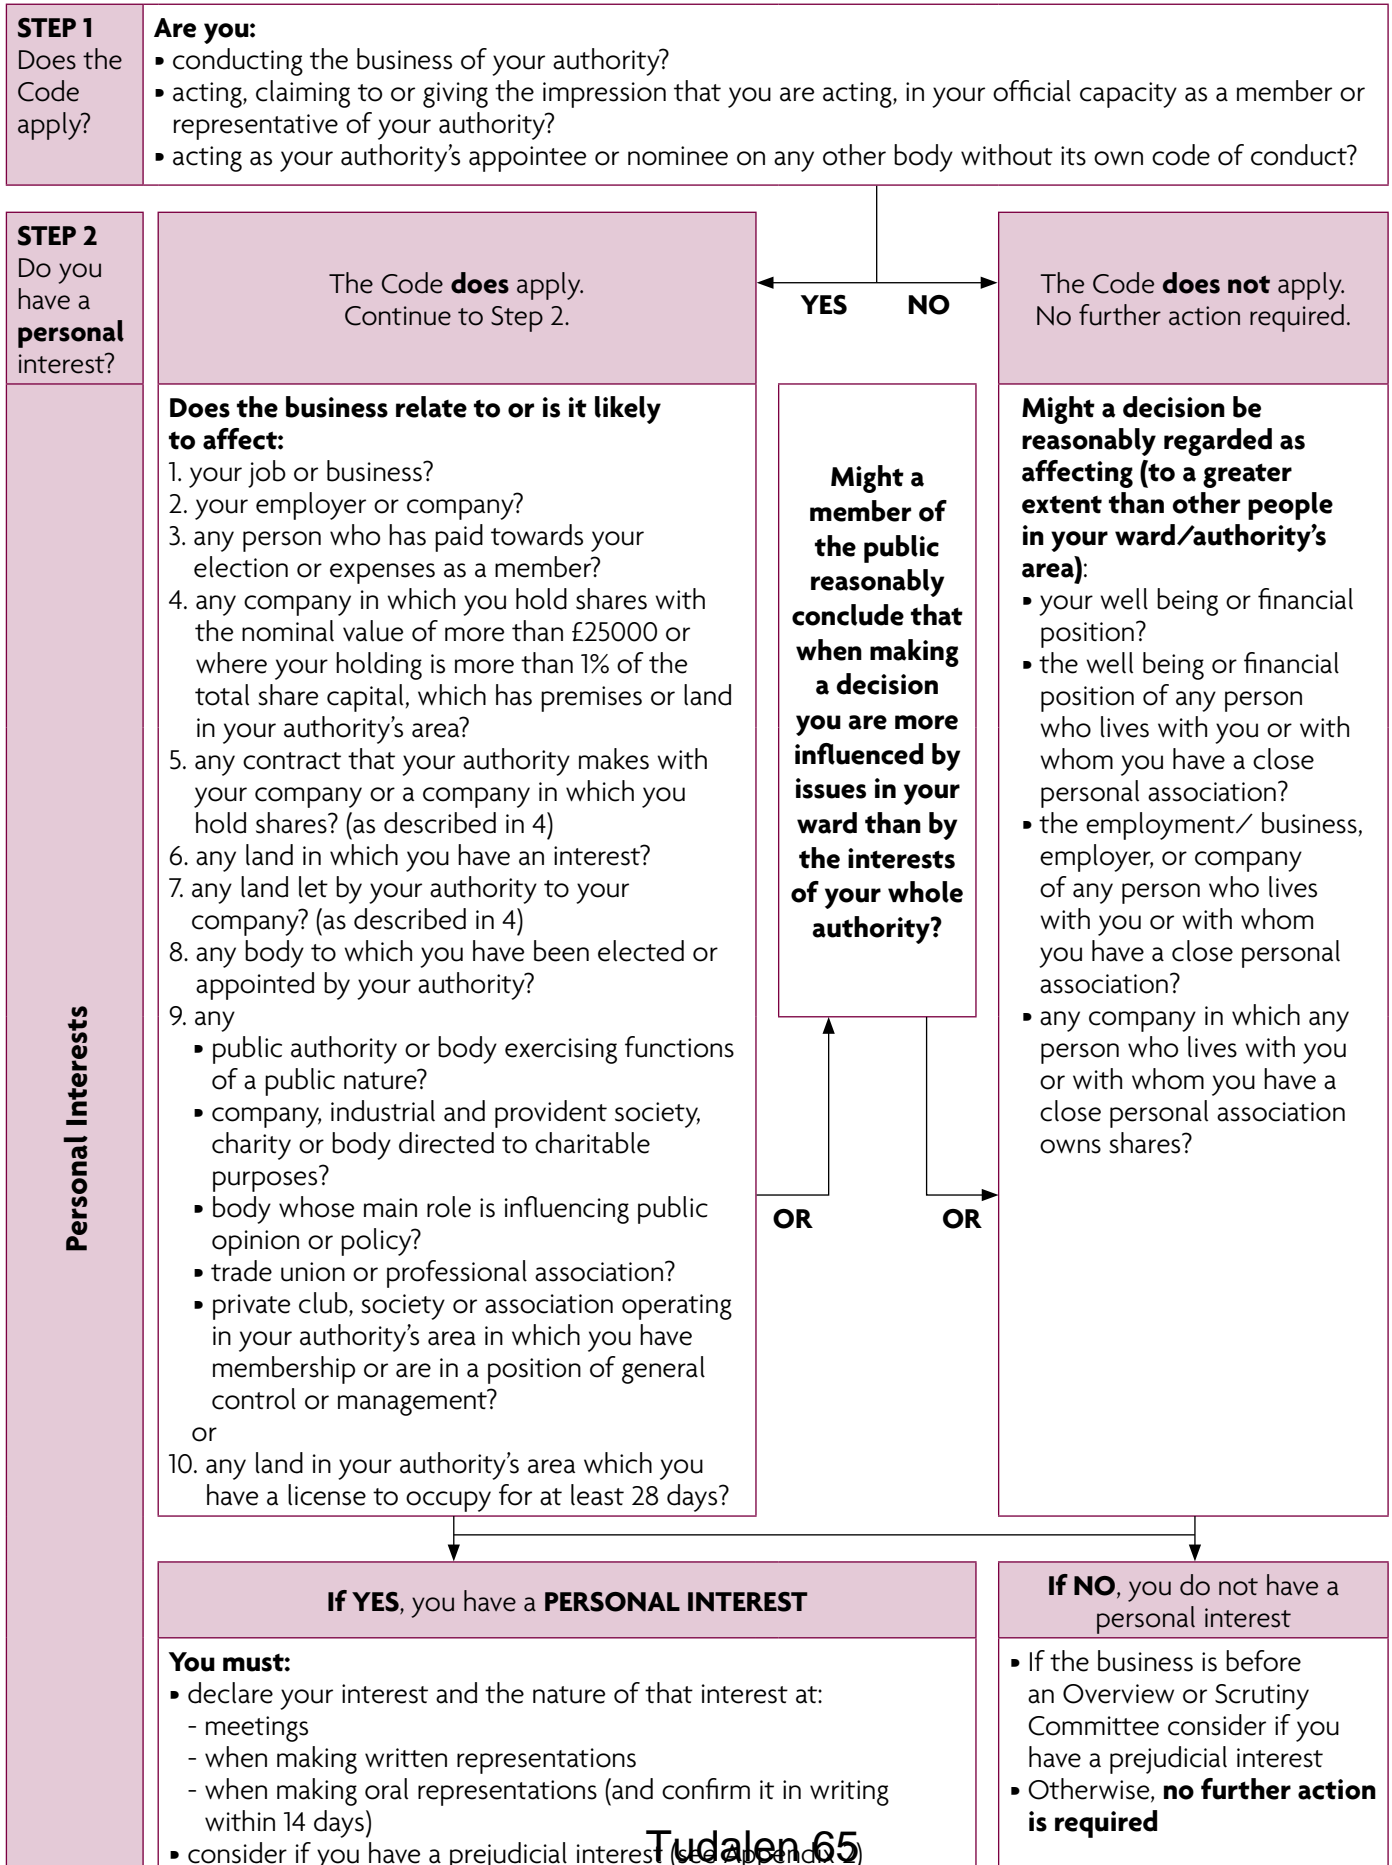 STEP 1
Does the
Code
apply?
Are you:
• conducting the business of your authority?
• acting, claiming to or giving the impression that you are acting, in your official capacity as a member or
representative of your authority?
• acting as your authority's appointee or nominee on any other body without its own code of conduct?
STEP 2
Do you
have a
personal
interest?
The Code does apply.
Continue to Step 2.
YES
NO
The Code does not apply.
No further action required.
Personal Interests
Does the business relate to or is it likely
to affect:
1. your job or business?
2. your employer or company?
3. any person who has paid towards your
election or expenses as a member?
4. any company in which you hold shares with
the nominal value of more than £25000 or
where your holding is more than 1% of the
total share capital, which has premises or land
in your authority's area?
5. any contract that your authority makes with
your company or a company in which you
hold shares? (as described in 4)
6. any land in which you have an interest?
7. any land let by your authority to your
company? (as described in 4)
8. any body to which you have been elected or
appointed by your authority?
9. any
• public authority or body exercising functions
of a public nature?
• company, industrial and provident society,
charity or body directed to charitable
purposes?
• body whose main role is influencing public
opinion or policy?
• trade union or professional association?
• private club, society or association operating
in your authority's area in which you have
membership or are in a position of general
control or management?
or
10. any land in your authority's area which you
have a license to occupy for at least 28 days?
OR
Might a
member of
the public
reasonably
conclude that
when making
a decision
you are more
influenced by
issues in your
ward than by
the interests
of your whole
authority?
OR
Might a decision be
reasonably regarded as
affecting (to a greater
extent than other people
in your ward/authority's
area):
• your well being or financial
position?
• the well being or financial
position of any person
who lives with you or with
whom you have a close
personal association?
• the employment/ business,
employer, or company
of any person who lives
with you or with whom
you have a close personal
association?
• any company in which any
person who lives with you
or with whom you have a
close personal association
owns shares?
If YES, you have a PERSONAL INTEREST
You must:
• declare your interest and the nature of that interest at:
- meetings
- when making written representations
- when making oral representations (and confirm it in writing
within 14 days)
• consider if you have a prejudicial interest (see Appendix 2)
If NO, you do not have a
personal interest
• If the business is before
an Overview or Scrutiny
Committee consider if you
have a prejudicial interest
• Otherwise, no further action
is required
Tudalen 65